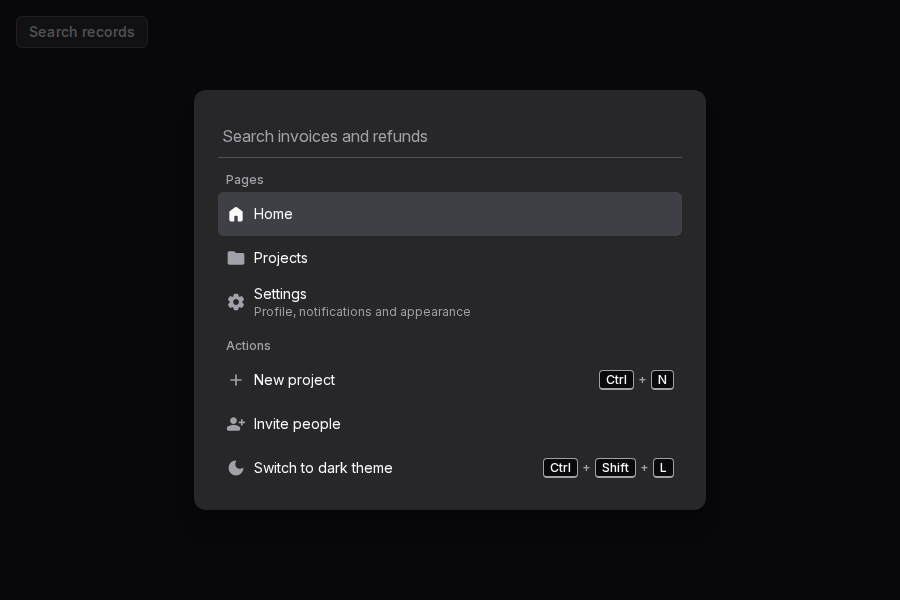 Search records
Search invoices and refunds
Pages
Home
Projects
Settings
Profile, notifications and appearance
Actions
New project Ctrl + N
Invite people
Switch to dark theme Ctrl + Shift + L